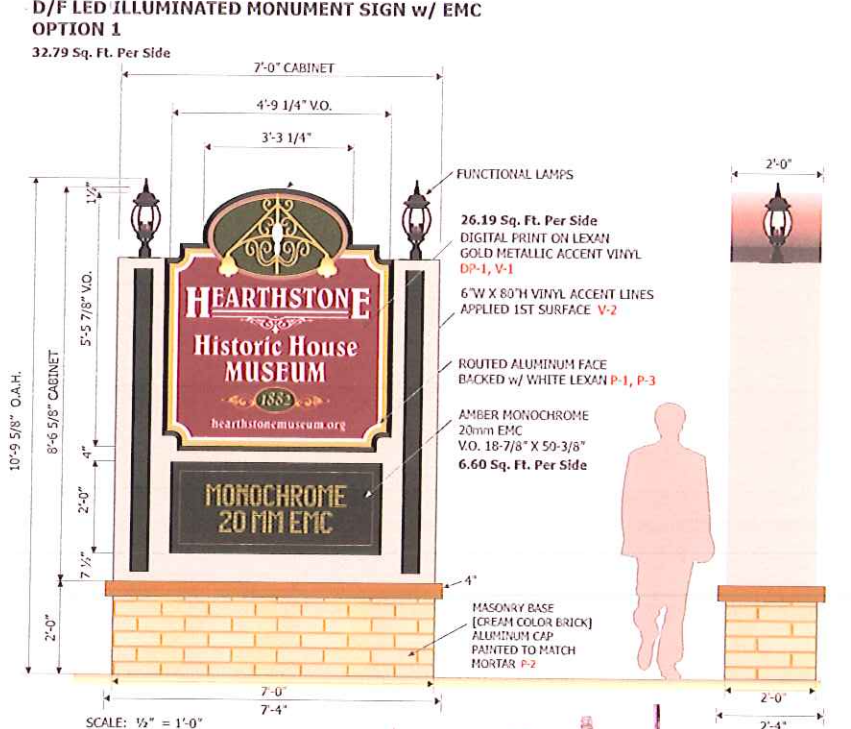 D/F LED ILLUMINATED MONUMENT SIGN w/ EMC
OPTION 1
32.79 Sq. Ft. Per Side
7'-0" CABINET
4'-9 1/4" V.O.
3'-3 1/4"
2'-0"
FUNCTIONAL LAMPS
26.19 Sq. Ft. Per Side
DIGITAL PRINT ON LEXAN
GOLD METALLIC ACCENT VINYL
DP-1, V-1
6"W X 80"H VINYL ACCENT LINES
APPLIED 1ST SURFACE V-2
ROUTED ALUMINUM FACE
BACKED w/ WHITE LEXAN P-1, P-3
AMBER MONOCHROME
20mm EMC
V.O. 18-7/8" X 50-3/8"
6.60 Sq. Ft. Per Side
10'-9 5/8" O.A.H.
8'-6 5/8" CABINET
1½"
5'-5 7/8" V.O.
4"
2'-0"
7 ½"
2'-0"
HEARTHSTONE
Historic House
MUSEUM
1882
hearthstonemuseum.org
MONOCHROME
20 MM EMC
4"
MASONRY BASE
[CREAM COLOR BRICK]
ALUMINUM CAP
PAINTED TO MATCH
MORTAR P-2
7'-0"
7'-4"
2'-0"
2'-4"
SCALE: ½" = 1'-0"